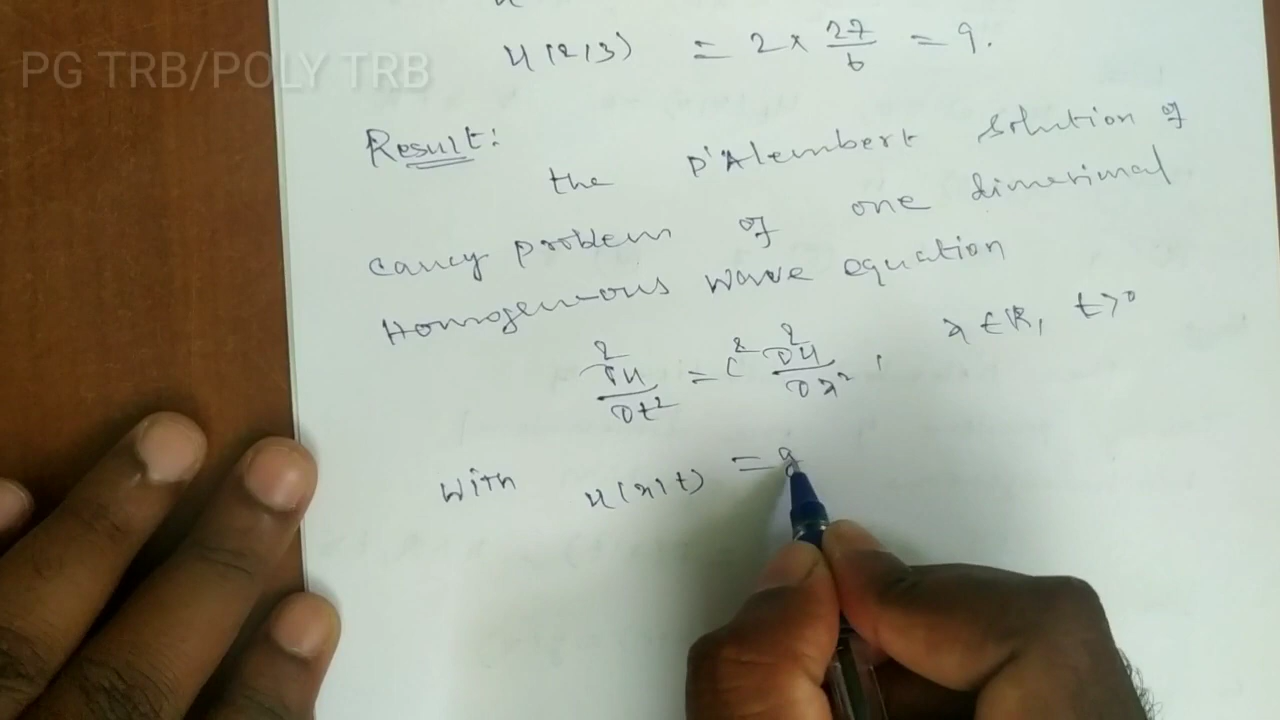 PG TRB/POLY TRB
u(2,3) = 2 × 27/6 = 9.
Result:
the D'Alembert solution of
caucy problem of one dimensional
Homogeneous wave equation
∂²u/∂t² = c² ∂²u/∂x² , x ∈ ℝ, t>0
with u(x,t) = g